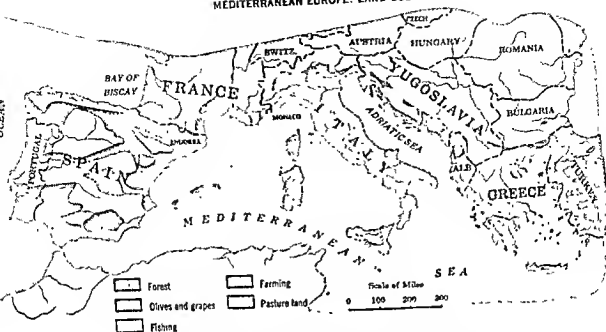 MEDITERRANEAN EUROPE: LAND
OCEAN
BAY OF
BISCAY
FRANCE
SWITZ.
AUSTRIA
CZECH
HUNGARY
ROMANIA
YUGOSLAVIA
BULGARIA
MONACO
ANDORRA
PORTUGAL
SPAIN
ITALY
ADRIATIC SEA
ALB.
GREECE
TURKEY
MEDITERRANEAN
SEA
Forest
Farming
Olives and grapes
Pasture land
Fishing
Scale of Miles
0 100 200 300